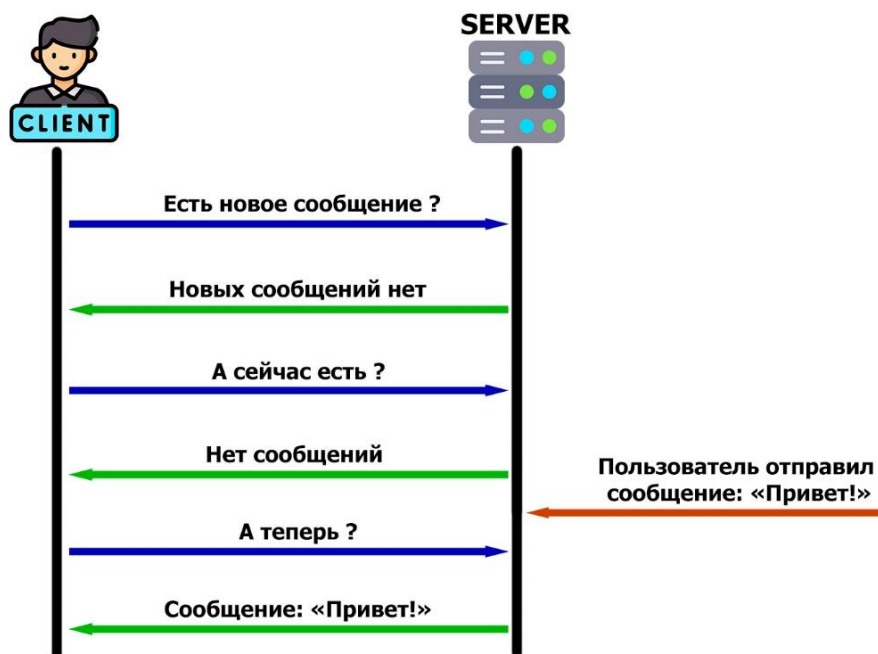 SERVER
CLIENT
Есть новое сообщение ?
Новых сообщений нет
А сейчас есть ?
Нет сообщений
Пользователь отправил
сообщение: «Привет!»
А теперь ?
Сообщение: «Привет!»